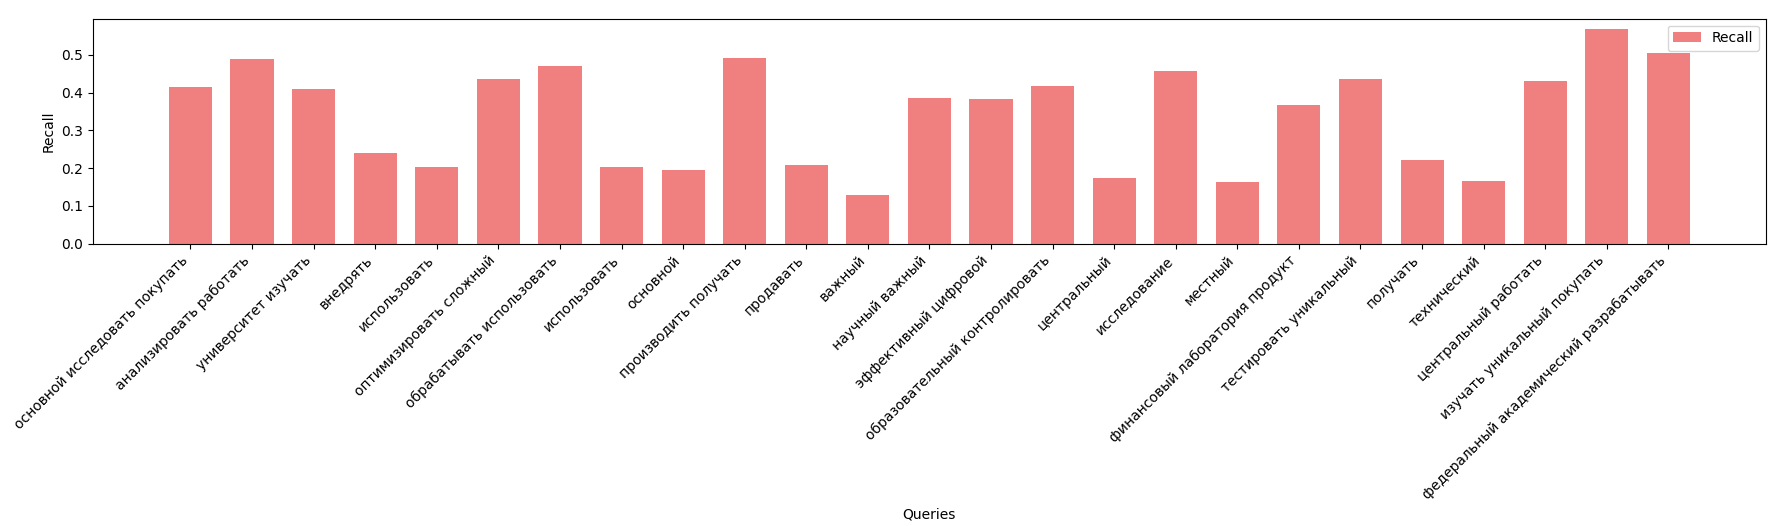 Recall
0.5
0.4
0.3
0.2
0.1
0.0
Recall
основной исследовать покупать
анализировать работать
университет изучать
внедрять
использовать
оптимизировать сложный
обрабатывать использовать
использовать
основной
производить получать
продавать
важный
научный важный
эффективный цифровой
образовательный контролировать
центральный
исследование
местный
финансовый лаборатория продукт
тестировать уникальный
получать
технический
центральный работать
изучать уникальный покупать
федеральный академический разрабатывать
Queries